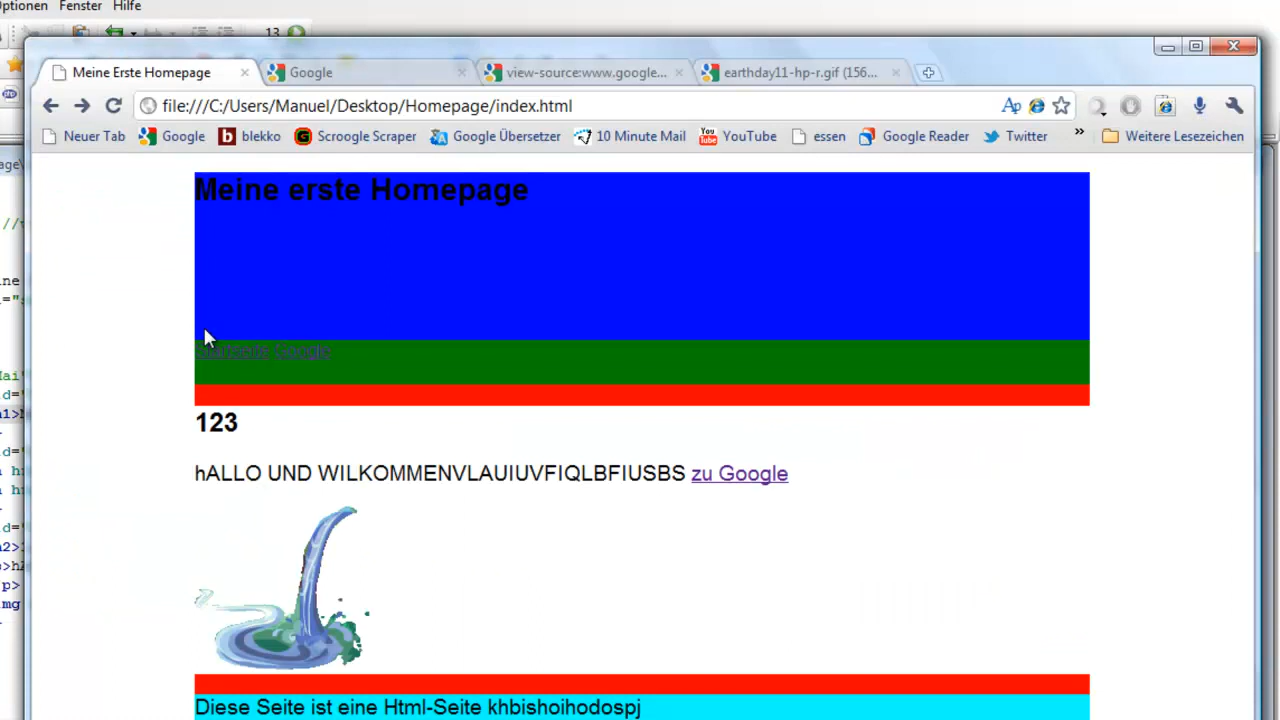 Optionen Fenster Hilfe
13
Meine Erste Homepage Google view-source:www.google... earthday11-hp-r.gif (156...
file:///C:/Users/Manuel/Desktop/Homepage/index.html
Neuer Tab Google blekko Scroogle Scraper Google Übersetzer 10 Minute Mail YouTube essen Google Reader Twitter » Weitere Lesezeichen
Meine erste Homepage
Google
123
hALLO UND WILKOMMENVLAUIUVFIQLBFIUSBS zu Google
Diese Seite ist eine Html-Seite khbishoihodospj